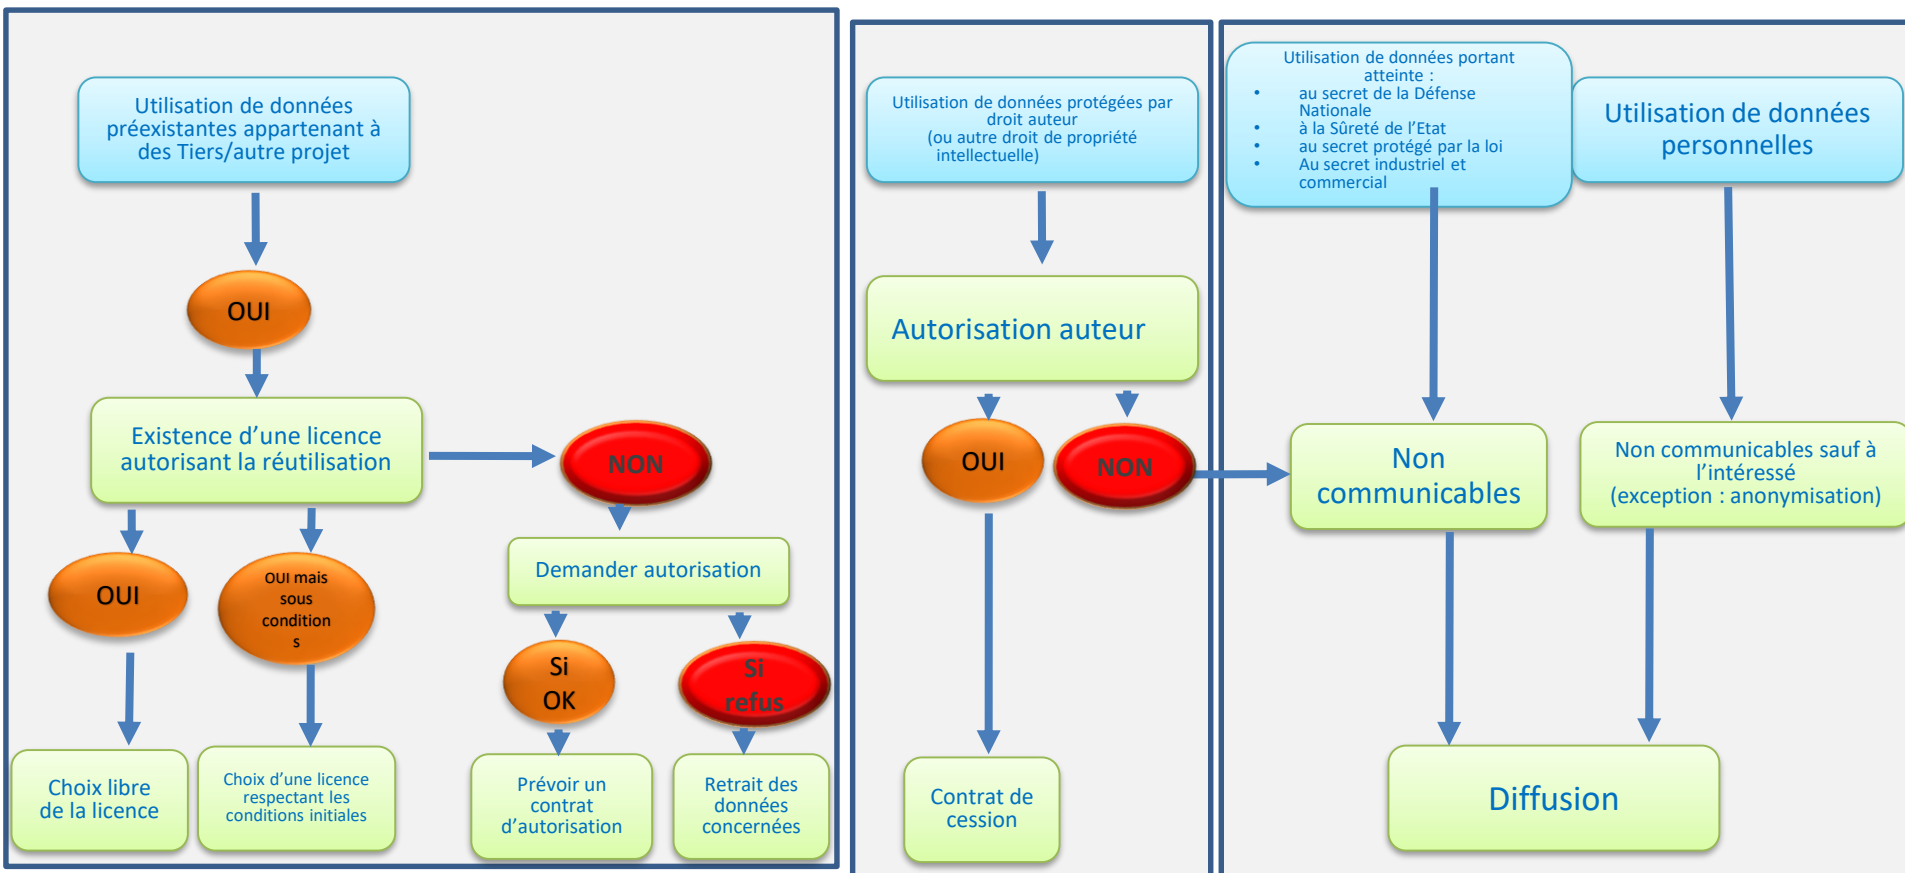 Utilisation de données
préexistantes appartenant à
des Tiers/autre projet
OUI
Existence d’une licence
autorisant la réutilisation
NON
OUI
OUI mais
sous
condition
s
Demander autorisation
Si
OK
Si
refus
Choix libre
de la licence
Choix d’une licence
respectant les
conditions initiales
Prévoir un
contrat
d’autorisation
Retrait des
données
concernées
Utilisation de données protégées par
droit auteur
(ou autre droit de propriété
intellectuelle)
Autorisation auteur
OUI
NON
Contrat de
cession
Utilisation de données portant
atteinte :
• au secret de la Défense
Nationale
• à la Sûreté de l’Etat
• au secret protégé par la loi
• Au secret industriel et
commercial
Utilisation de données
personnelles
Non
communicables
Non communicables sauf à
l’intéressé
(exception : anonymisation)
Diffusion